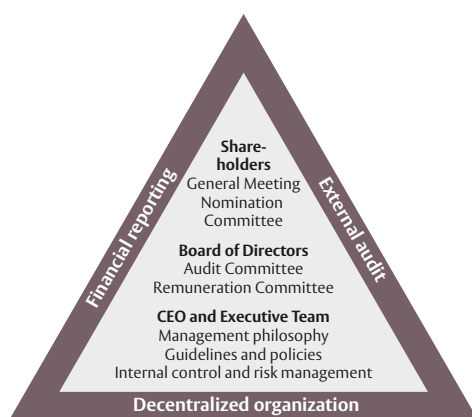 Share-
holders
General Meeting
Nomination
Committee
Board of Directors
Audit Committee
Remuneration Committee
CEO and Executive Team
Management philosophy
Guidelines and policies
Internal control and risk management
Financial reporting
External audit
Decentralized organization